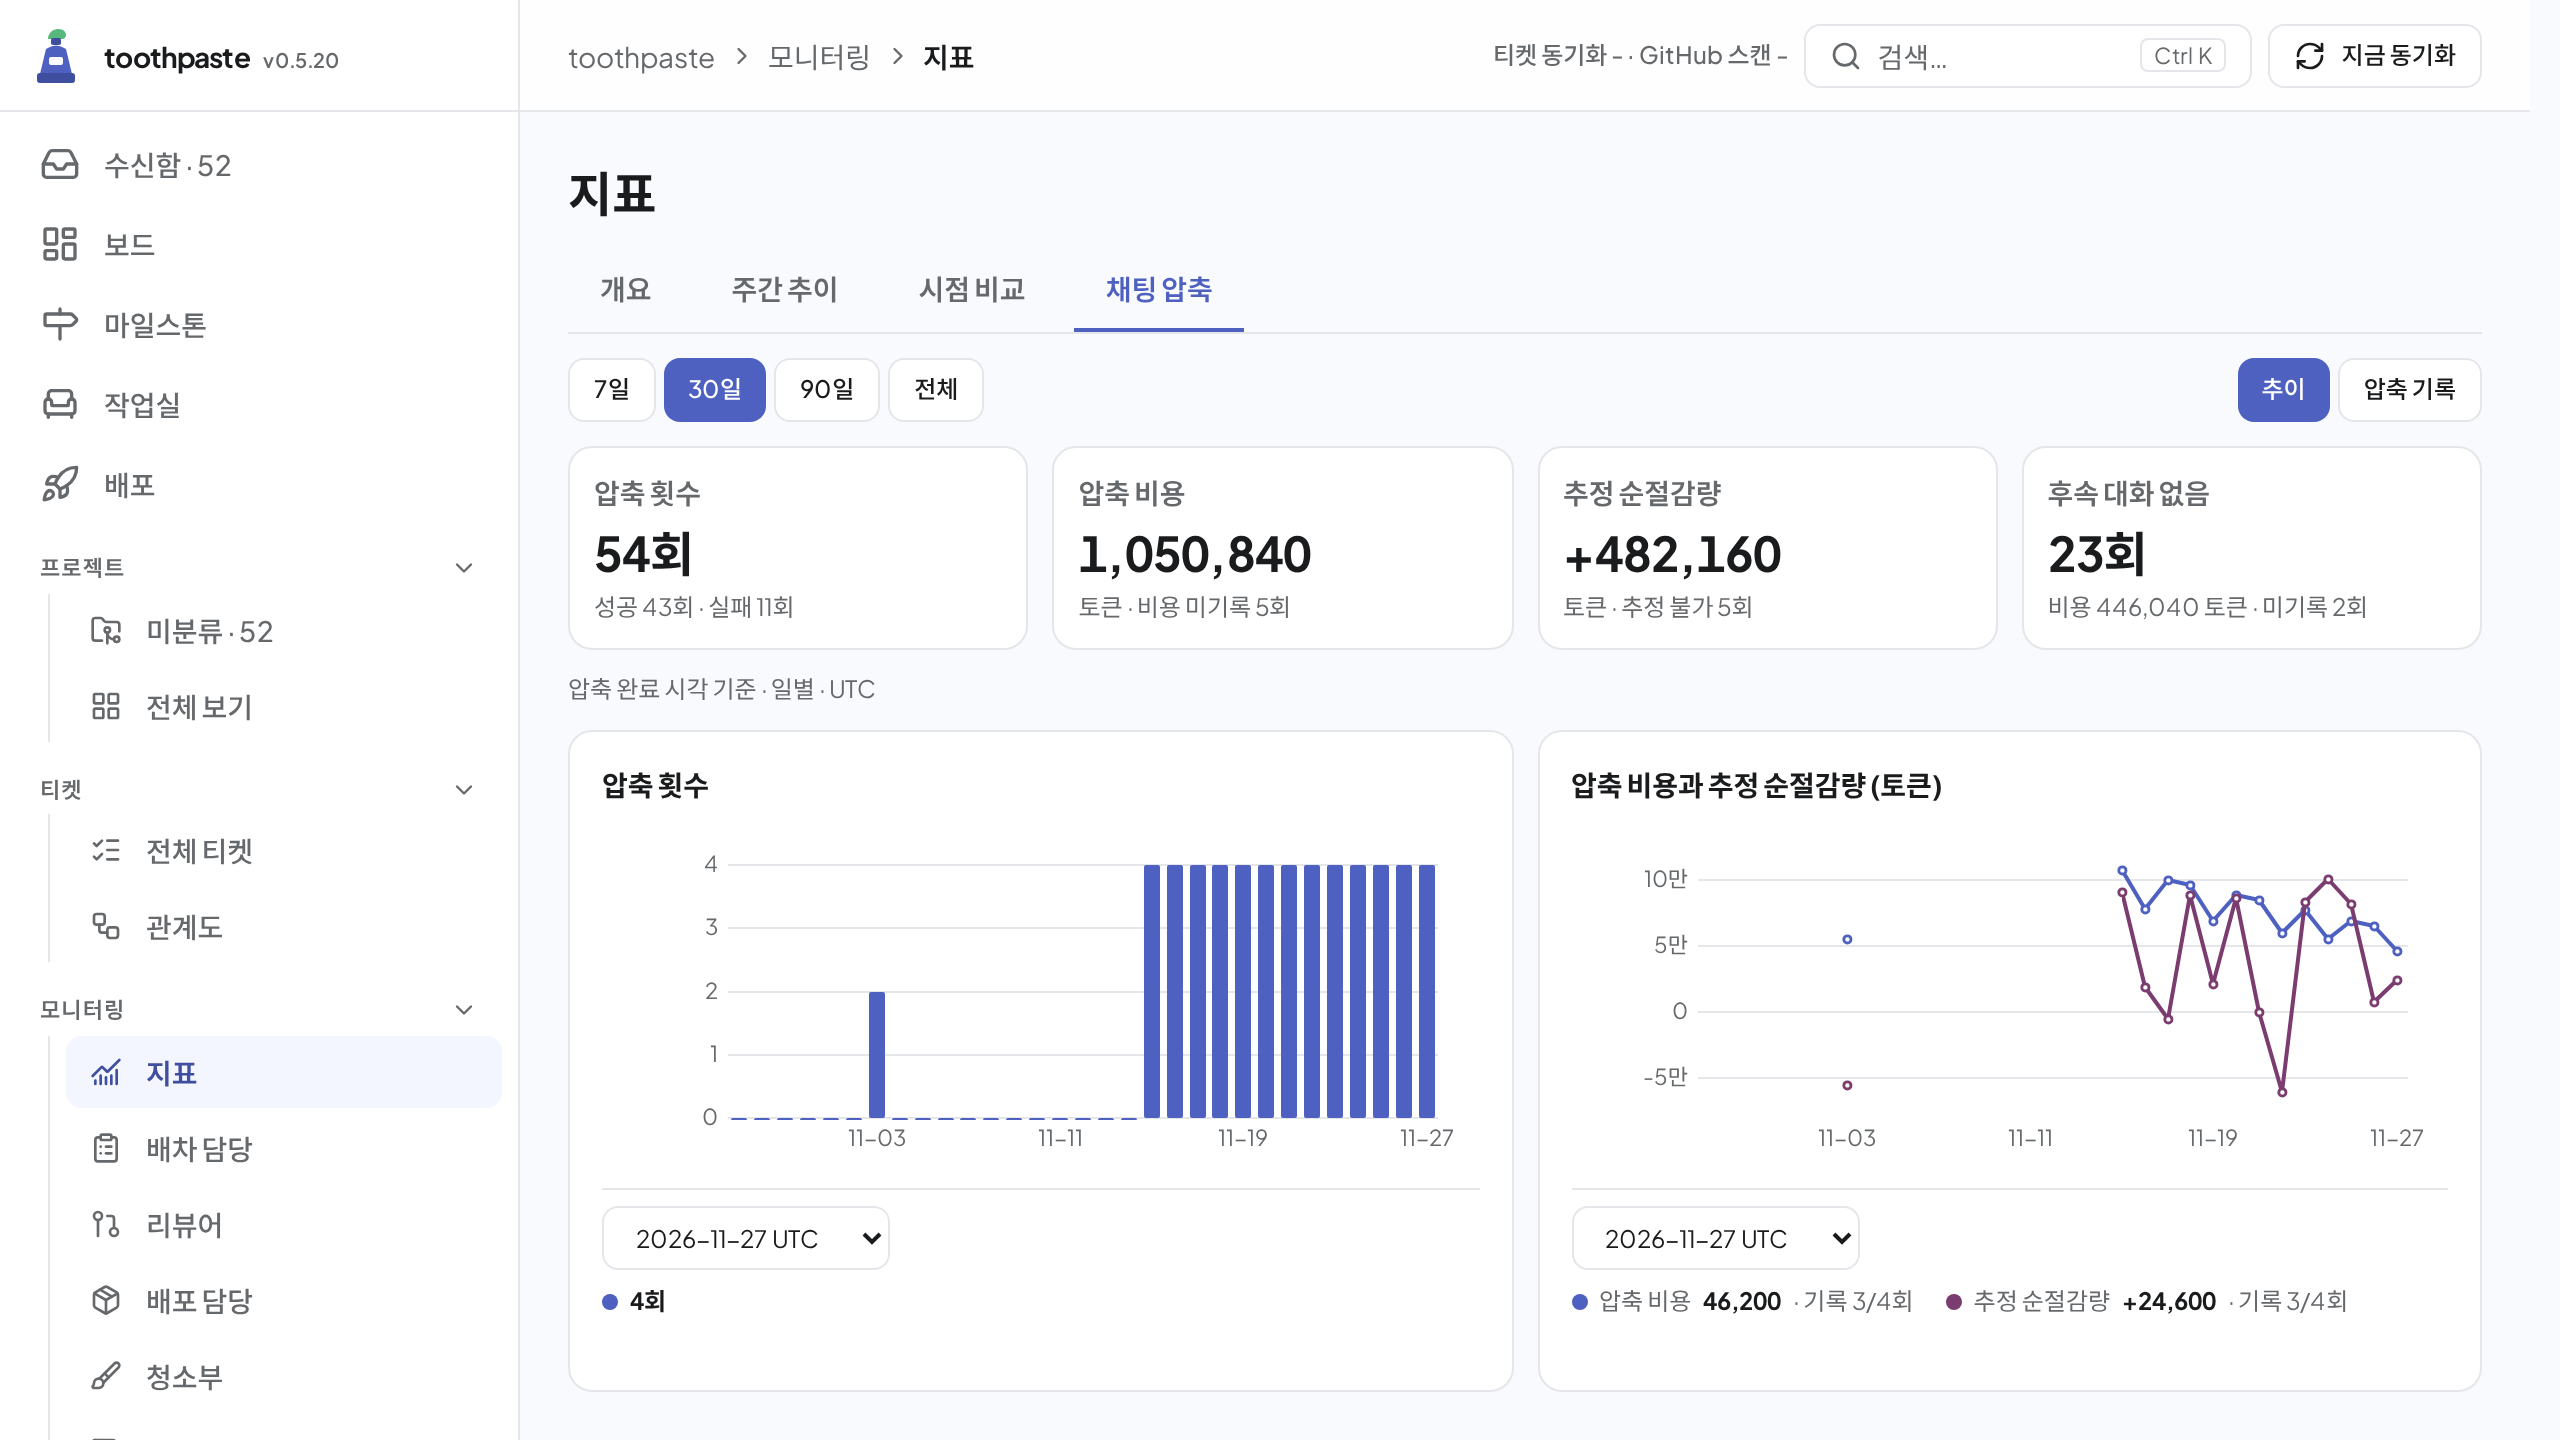 toothpaste v0.5.20
toothpaste > 모니터링 > 지표
티켓 동기화 - · GitHub 스캔 -
검색...
Ctrl K
지금 동기화
수신함 · 52
보드
마일스톤
작업실
배포
프로젝트
미분류 · 52
전체 보기
티켓
전체 티켓
관계도
모니터링
지표
배차 담당
리뷰어
배포 담당
청소부
지표
개요
주간 추이
시점 비교
채팅 압축
7일
30일
90일
전체
추이
압축 기록
압축 횟수
54회
성공 43회 · 실패 11회
압축 비용
1,050,840
토큰 · 비용 미기록 5회
추정 순절감량
+482,160
토큰 · 추정 불가 5회
후속 대화 없음
23회
비용 446,040 토큰 · 미기록 2회
압축 완료 시각 기준 · 일별 · UTC
압축 횟수
4
3
2
1
0
11-03
11-11
11-19
11-27
2026-11-27 UTC
4회
압축 비용과 추정 순절감량 (토큰)
10만
5만
0
-5만
11-03
11-11
11-19
11-27
2026-11-27 UTC
압축 비용 46,200 · 기록 3/4회
추정 순절감량 +24,600 · 기록 3/4회